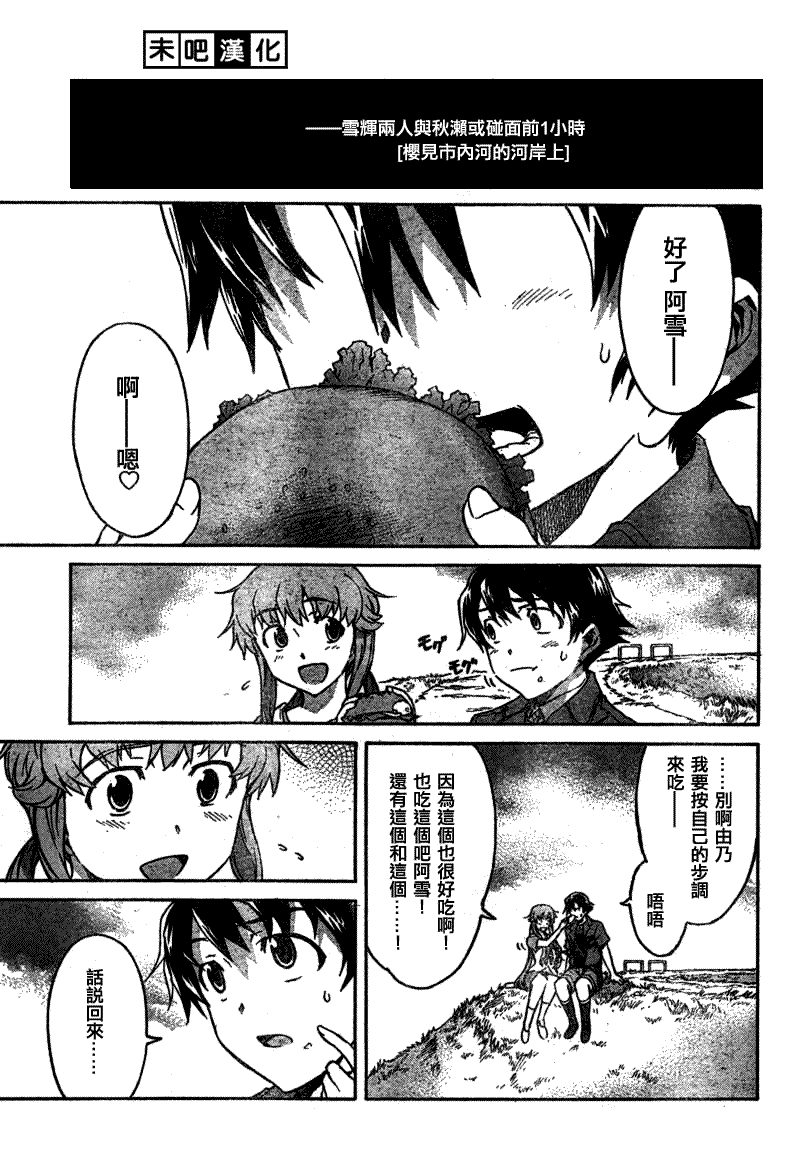 未吧漢化
——雪輝兩人與秋瀨或碰面前1小時
[櫻見市內河的河岸上]
好了阿雪——
啊——嗯♡
モグ
モグ
……別啊由乃
我要按自己的步調
來吃——
唔唔
因為這個也很好吃啊！
也吃這個吧阿雪！
還有這個和這個……！
話説回來……